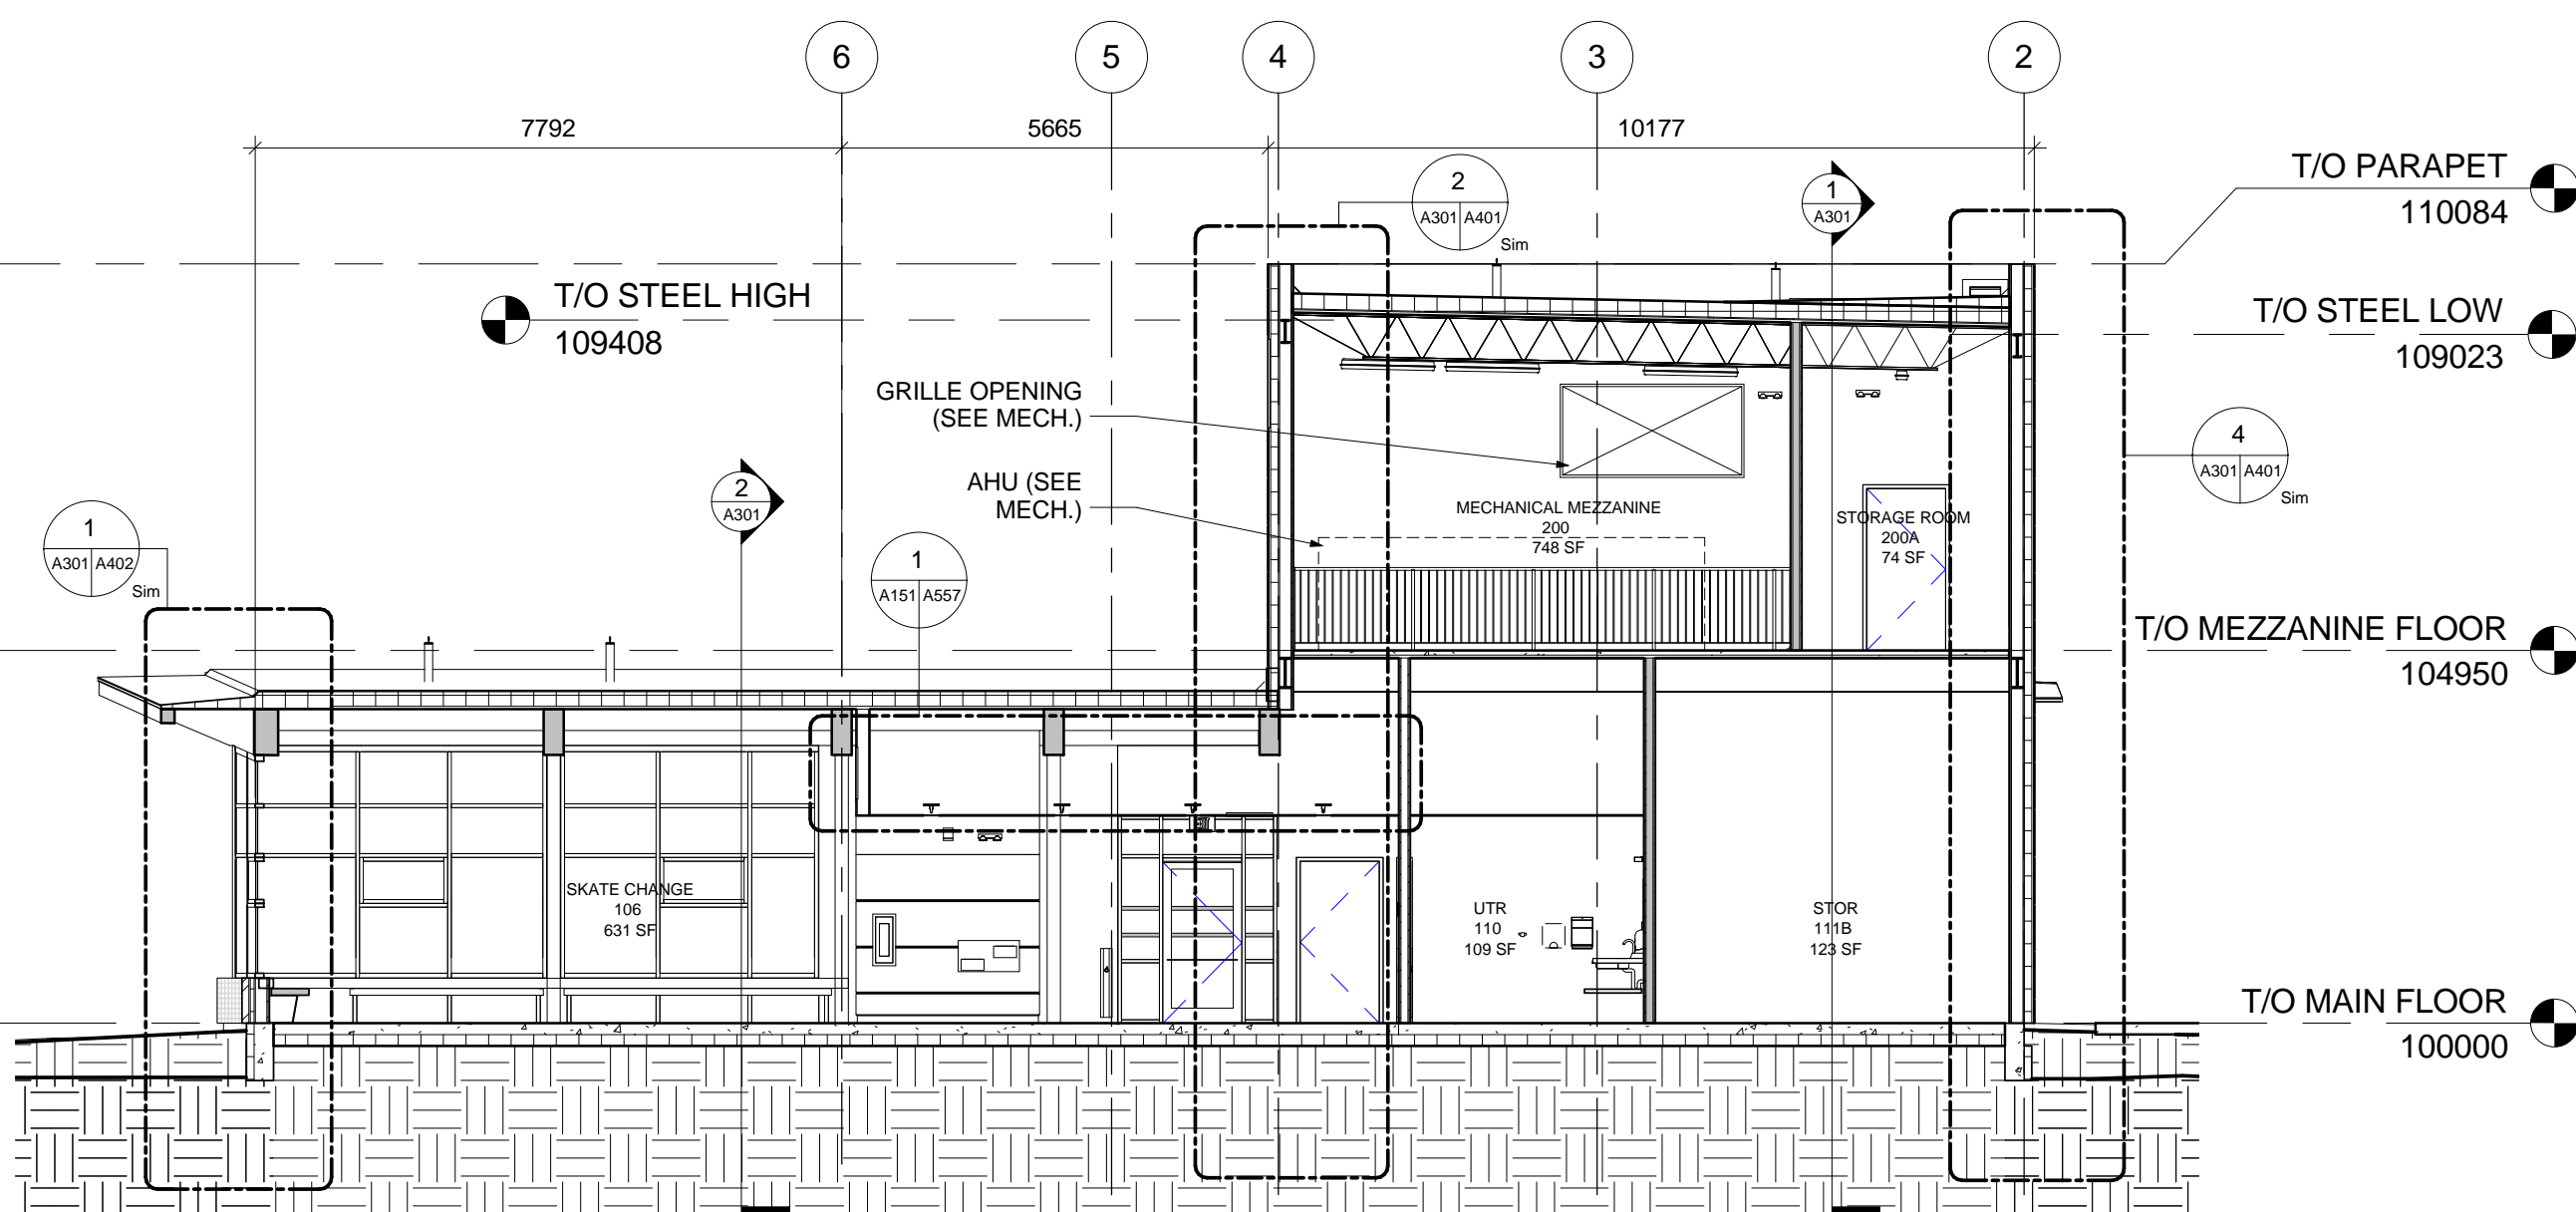 6
5
4
3
2
7792
5665
10177
T/O PARAPET
110084
2
A301 A401
Sim
1
A301
T/O STEEL HIGH
109408
T/O STEEL LOW
109023
GRILLE OPENING
(SEE MECH.)
AHU (SEE
MECH.)
4
A301 A401
Sim
2
A301
1
A301 A402
Sim
1
A151 A557
MECHANICAL MEZZANINE
200
748 SF
STORAGE ROOM
200A
74 SF
T/O MEZZANINE FLOOR
104950
SKATE CHANGE
106
631 SF
UTR
110
109 SF
STOR
111B
123 SF
T/O MAIN FLOOR
100000